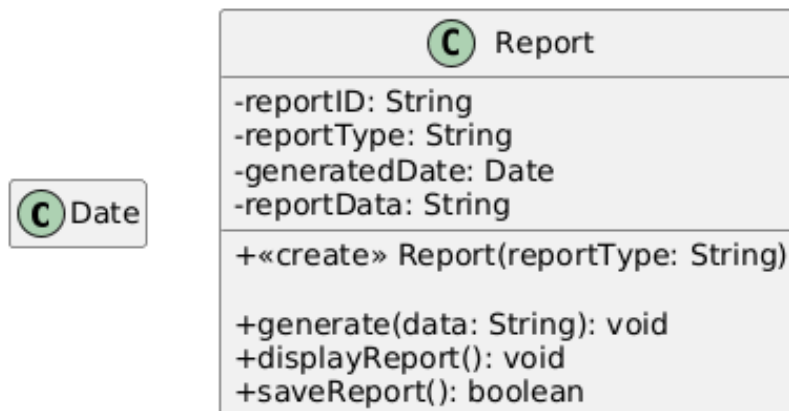 C Report
-reportID: String
-reportType: String
-generatedDate: Date
-reportData: String
C Date
+«create» Report(reportType: String)
+generate(data: String): void
+displayReport(): void
+saveReport(): boolean